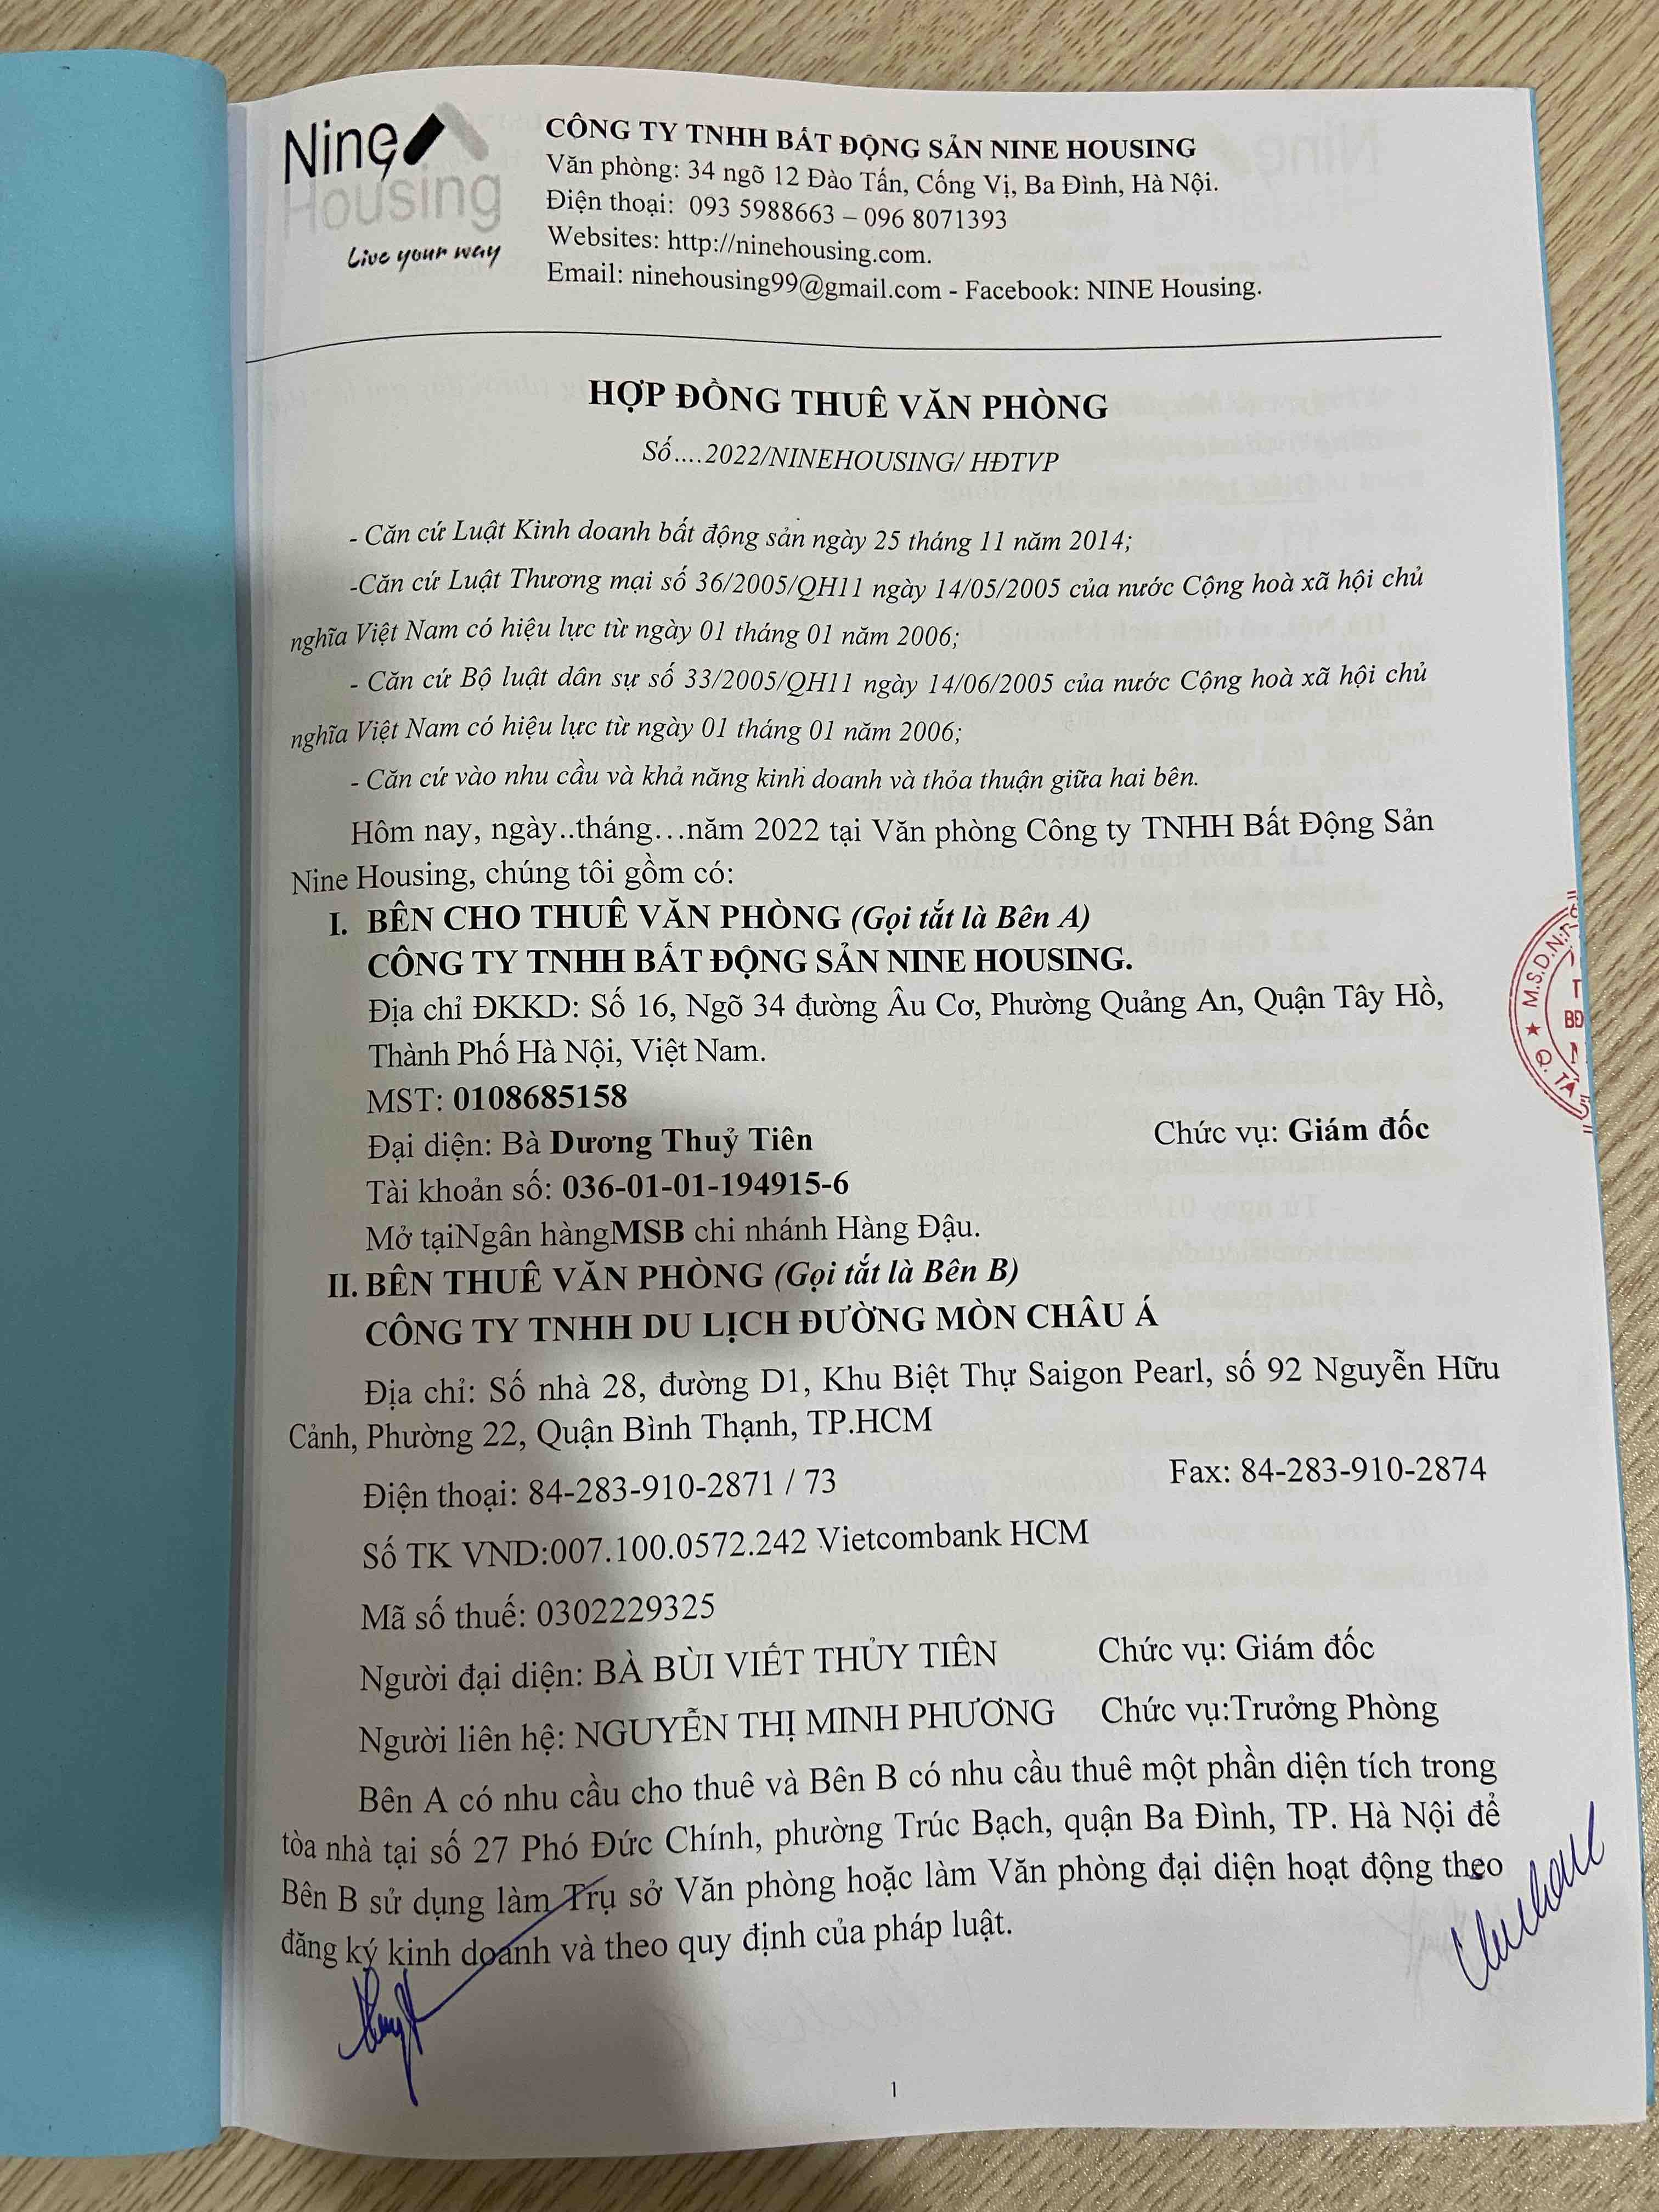 Nine
Housing
Live your way
CÔNG TY TNHH BẤT ĐỘNG SẢN NINE HOUSING
Văn phòng: 34 ngõ 12 Đào Tấn, Cống Vị, Ba Đình, Hà Nội.
Điện thoại: 093 5988663 – 096 8071393
Websites: http://ninehousing.com.
Email: ninehousing99@gmail.com - Facebook: NINE Housing.
HỢP ĐỒNG THUÊ VĂN PHÒNG
Số....2022/NINEHOUSING/ HĐTVP
- Căn cứ Luật Kinh doanh bất động sản ngày 25 tháng 11 năm 2014;
-Căn cứ Luật Thương mại số 36/2005/QH11 ngày 14/05/2005 của nước Cộng hoà xã hội chủ
nghĩa Việt Nam có hiệu lực từ ngày 01 tháng 01 năm 2006;
- Căn cứ Bộ luật dân sự số 33/2005/QH11 ngày 14/06/2005 của nước Cộng hoà xã hội chủ
nghĩa Việt Nam có hiệu lực từ ngày 01 tháng 01 năm 2006;
- Căn cứ vào nhu cầu và khả năng kinh doanh và thỏa thuận giữa hai bên.
Hôm nay, ngày..tháng…năm 2022 tại Văn phòng Công ty TNHH Bất Động Sản
Nine Housing, chúng tôi gồm có:
I. BÊN CHO THUÊ VĂN PHÒNG (Gọi tắt là Bên A)
CÔNG TY TNHH BẤT ĐỘNG SẢN NINE HOUSING.
Địa chỉ ĐKKD: Số 16, Ngõ 34 đường Âu Cơ, Phường Quảng An, Quận Tây Hồ,
Thành Phố Hà Nội, Việt Nam.
MST: 0108685158
Đại diện: Bà Dương Thuỷ Tiên Chức vụ: Giám đốc
Tài khoản số: 036-01-01-194915-6
Mở tạiNgân hàngMSB chi nhánh Hàng Đậu.
II. BÊN THUÊ VĂN PHÒNG (Gọi tắt là Bên B)
CÔNG TY TNHH DU LỊCH ĐƯỜNG MÒN CHÂU Á
Địa chỉ: Số nhà 28, đường D1, Khu Biệt Thự Saigon Pearl, số 92 Nguyễn Hữu
Cảnh, Phường 22, Quận Bình Thạnh, TP.HCM
Điện thoại: 84-283-910-2871 / 73 Fax: 84-283-910-2874
Số TK VND:007.100.0572.242 Vietcombank HCM
Mã số thuế: 0302229325
Người đại diện: BÀ BÙI VIẾT THỦY TIÊN Chức vụ: Giám đốc
Người liên hệ: NGUYỄN THỊ MINH PHƯƠNG Chức vụ:Trưởng Phòng
Bên A có nhu cầu cho thuê và Bên B có nhu cầu thuê một phần diện tích trong
tòa nhà tại số 27 Phó Đức Chính, phường Trúc Bạch, quận Ba Đình, TP. Hà Nội để
Bên B sử dụng làm Trụ sở Văn phòng hoặc làm Văn phòng đại diện hoạt động theo
đăng ký kinh doanh và theo quy định của pháp luật.
1
★ M.S.D.N:
BĐ
Q. TÂ